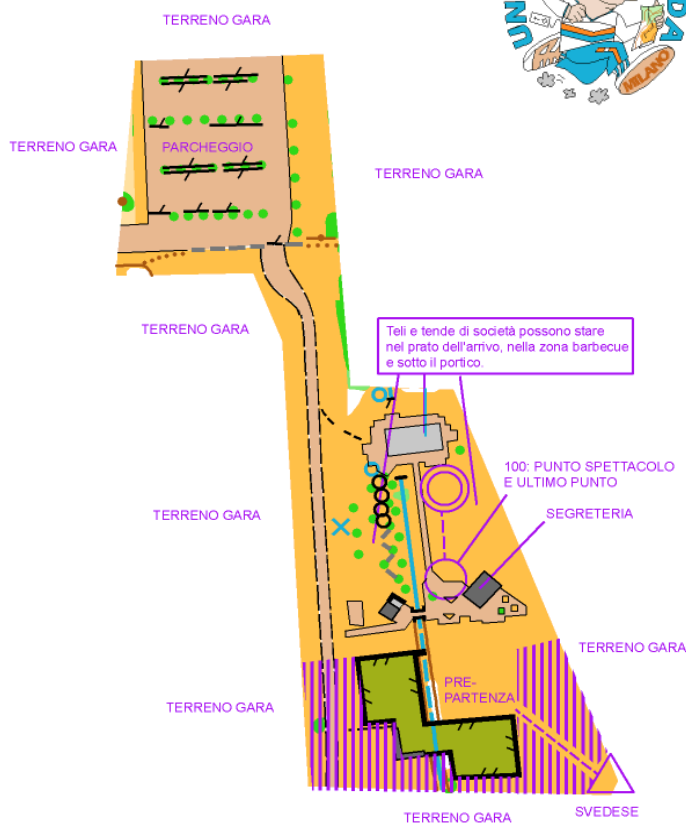 TERRENO GARA
UN
DA
MILANO
TERRENO GARA
PARCHEGGIO
TERRENO GARA
TERRENO GARA
Teli e tende di società possono stare
nel prato dell'arrivo, nella zona barbecue
e sotto il portico.
100: PUNTO SPETTACOLO
E ULTIMO PUNTO
TERRENO GARA
SEGRETERIA
TERRENO GARA
PRE-
PARTENZA
TERRENO GARA
SVEDESE
TERRENO GARA